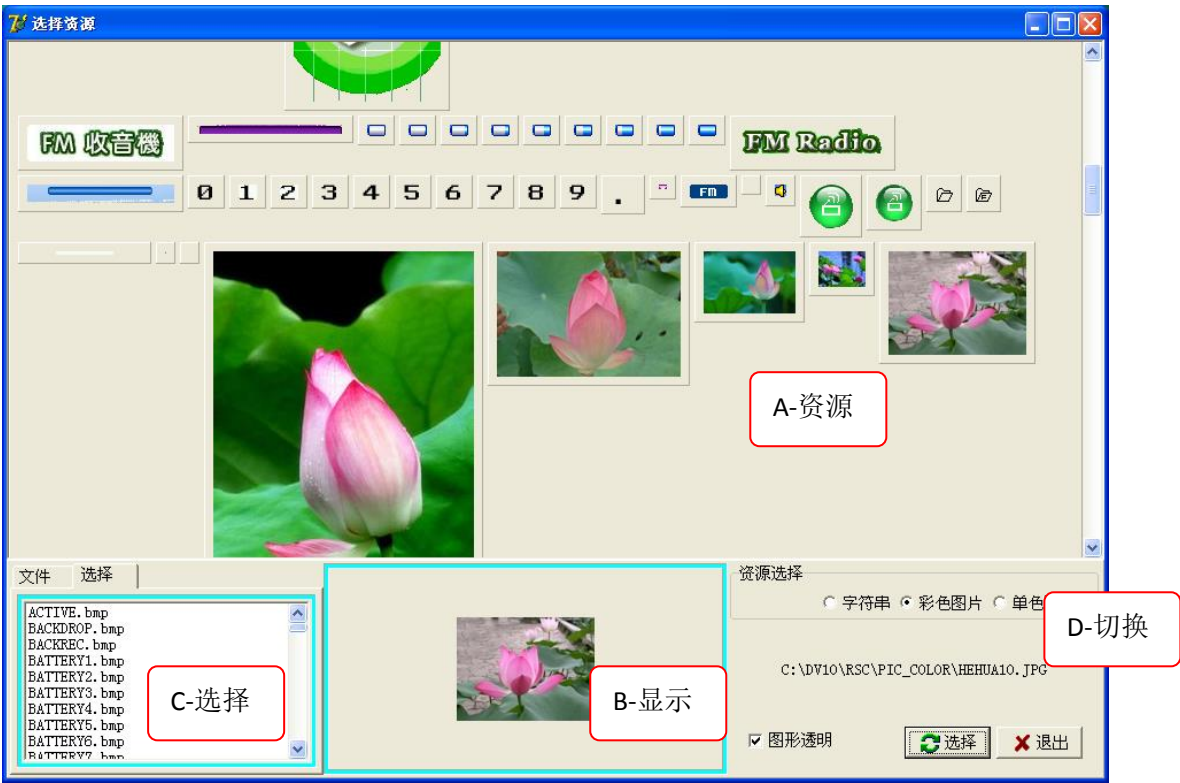 选择资源
FM 收音機
FM Radio
0 1 2 3 4 5 6 7 8 9 .
FM
A-资源
文件 选择
ACTIVE.bmp
BACKDROP.bmp
BACKREC.bmp
BATTERY1.bmp
BATTERY2.bmp
BATTERY3.bmp
BATTERY4.bmp
BATTERY5.bmp
BATTERY6.bmp
BATTERY7.bmp
C-选择
B-显示
资源选择
字符串 彩色图片 单色
D-切换
C:\DV10\RSC\PIC_COLOR\HEHUA10.JPG
图形透明
选择
退出